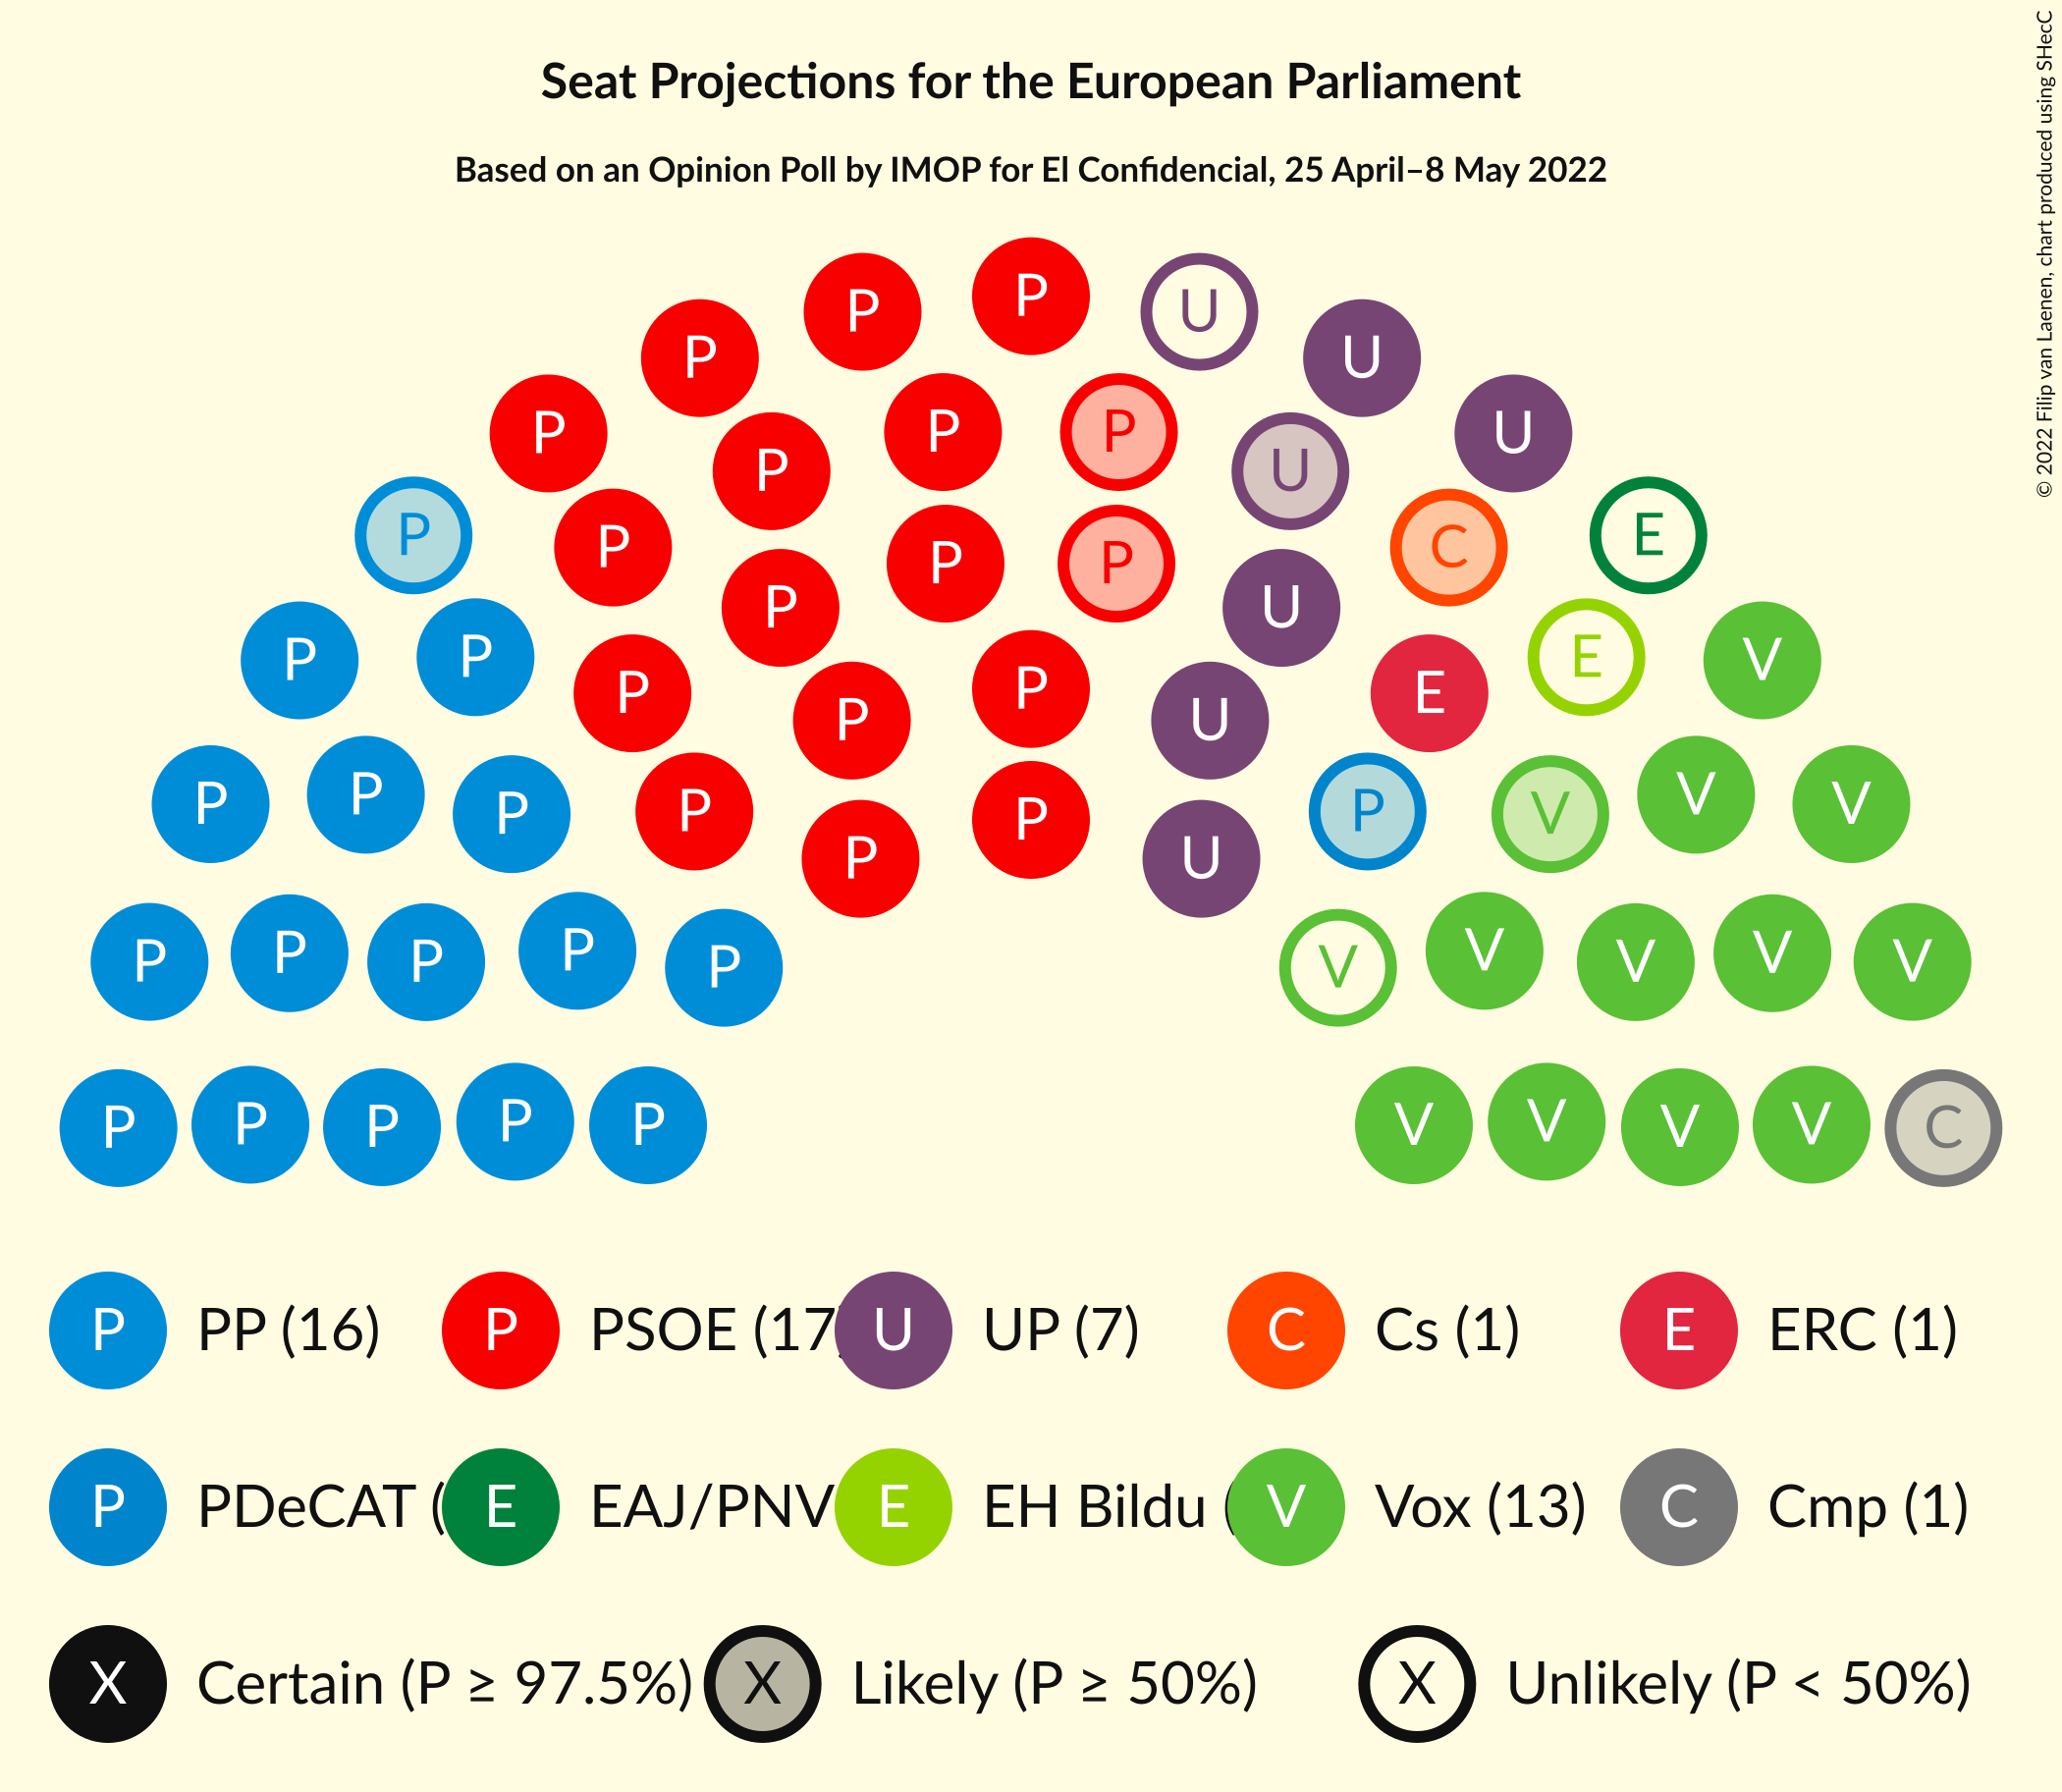 Seat Projections for the European Parliament
Based on an Opinion Poll by IMOP for El Confidencial, 25 April–8 May 2022
© 2022 Filip van Laenen, chart produced using SHecC
P
P U
P U
P P P U
P U
P E
P C
P P
P U
P P E V
P P E
P U
P P P P P P V V V
P U
P P P P P V V V V V
P P P P P V V V V C
P PP (16) P PSOE (17 U UP (7) C Cs (1) E ERC (1)
P PDeCAT ( E EAJ/PNV E EH Bildu ( V Vox (13) C Cmp (1)
X Certain (P ≥ 97.5%) X Likely (P ≥ 50%) X Unlikely (P < 50%)